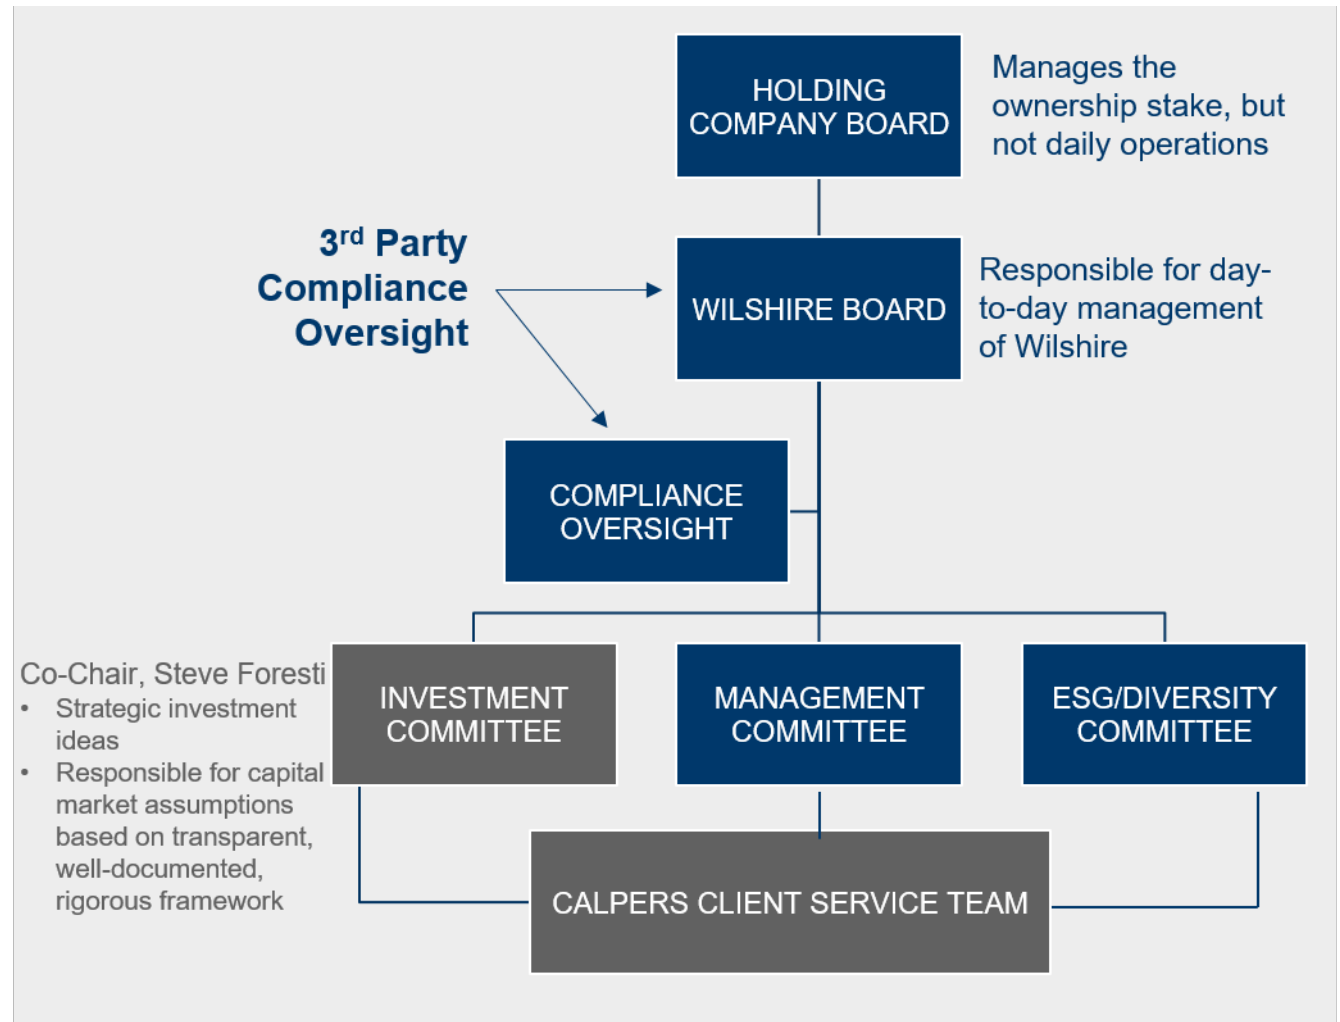 HOLDING
COMPANY BOARD
Manages the
ownership stake, but
not daily operations
3rd Party
Compliance
Oversight
WILSHIRE BOARD
Responsible for day-
to-day management
of Wilshire
COMPLIANCE
OVERSIGHT
Co-Chair, Steve Foresti
• Strategic investment
ideas
• Responsible for capital
market assumptions
based on transparent,
well-documented,
rigorous framework
INVESTMENT
COMMITTEE
MANAGEMENT
COMMITTEE
ESG/DIVERSITY
COMMITTEE
CALPERS CLIENT SERVICE TEAM